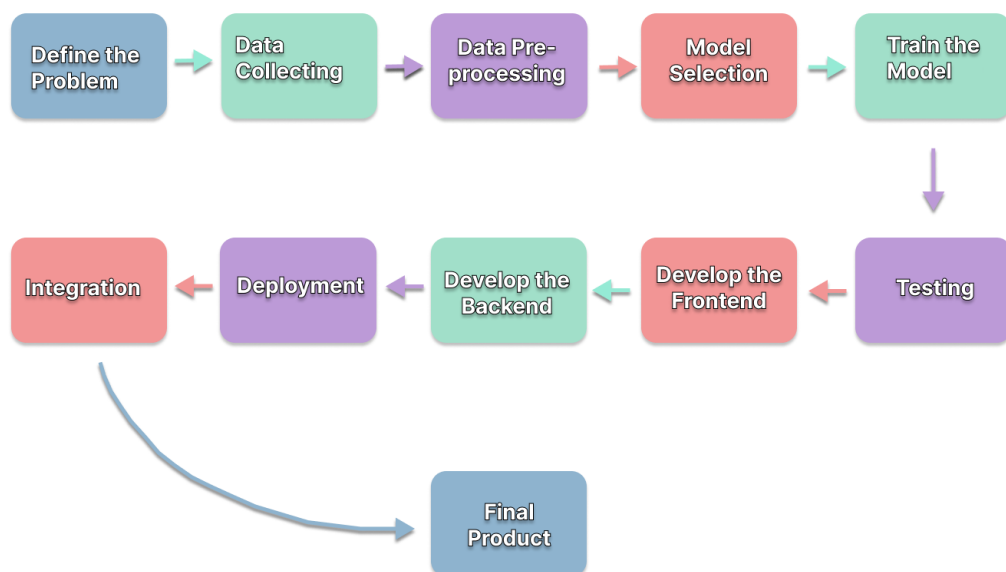 Define the
Problem
Data
Collecting
Data Pre-
processing
Model
Selection
Train the
Model
Integration
Deployment
Develop the
Backend
Develop the
Frontend
Testing
Final
Product